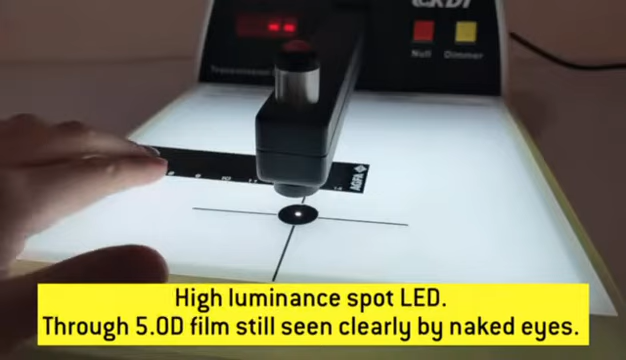 Null Dimmer
AGFA
High luminance spot LED.
Through 5.0D film still seen clearly by naked eyes.